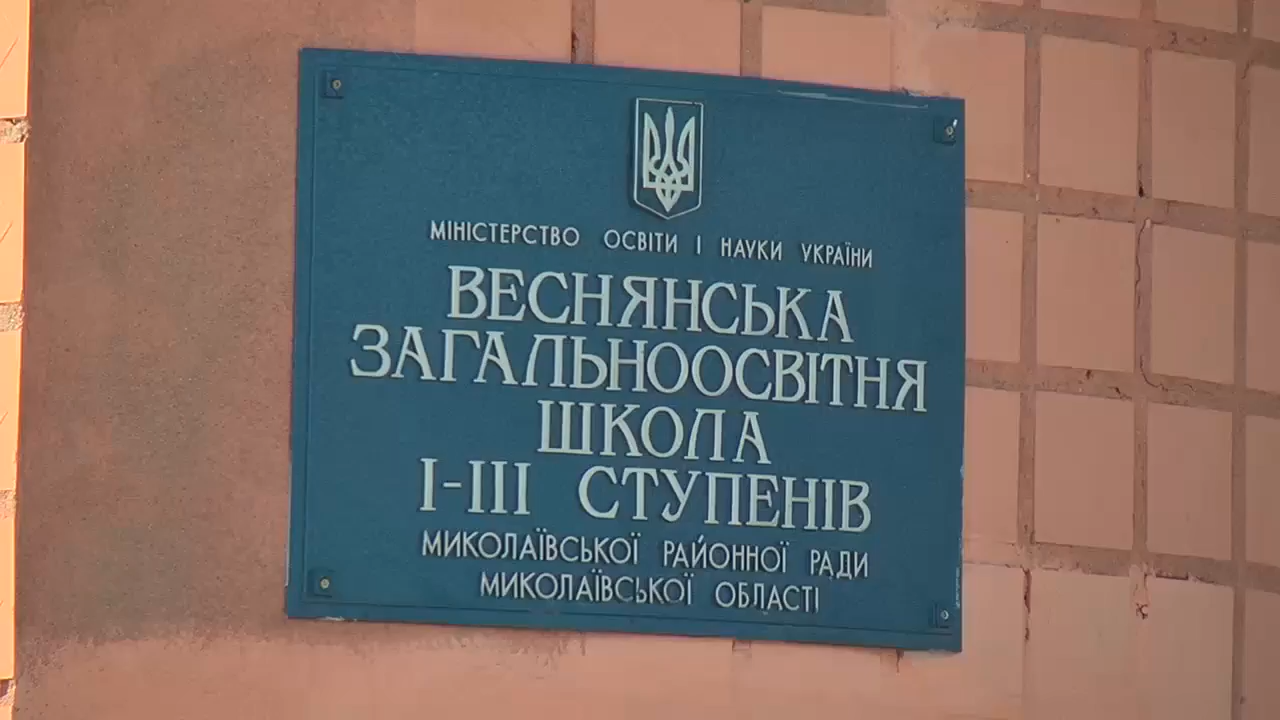 МІНІСТЕРСТВО ОСВІТИ І НАУКИ УКРАЇНИ
ВЕСНЯНСЬКА
ЗАГАЛЬНООСВІТНЯ
ШКОЛА
І-ІІІ СТУПЕНІВ
МИКОЛАЇВСЬКОЇ РАЙОННОЇ РАДИ
МИКОЛАЇВСЬКОЇ ОБЛАСТІ